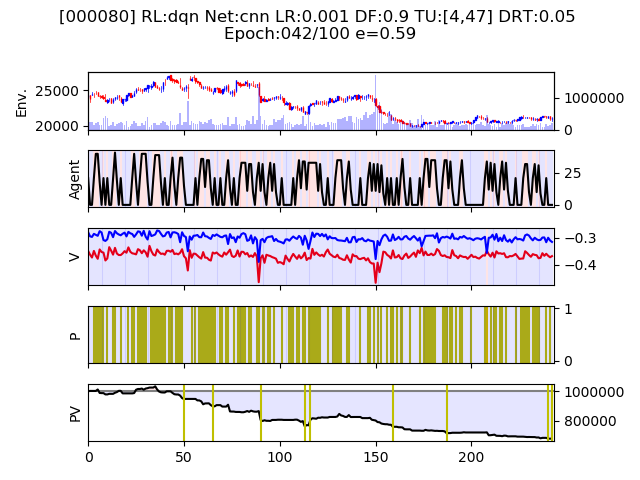 [000080] RL:dqn Net:cnn LR:0.001 DF:0.9 TU:[4,47] DRT:0.05
Epoch:042/100 e=0.59
Env.
25000
20000
1000000
0
Agent
25
0
V
−0.3
−0.4
P
1
0
PV
1000000
800000
0
50
100
150
200